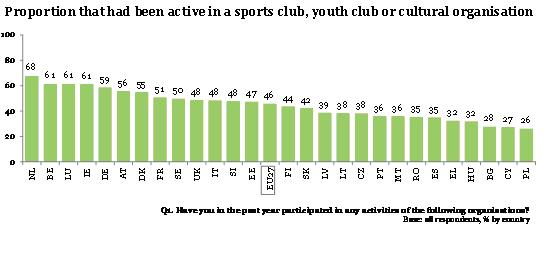 Proportion that had been active in a sports club, youth club or cultural organisation
100
80
60
40
20
0
68 61 61 61 59 56 55 51 50 48 48 48 47 46 44 42 39 38 38 36 36 35 35 32 32 28 27 26
NL BE LU IE DE AT DK FR SE UK IT SI EE EU27 FI SK LV LT CZ PT MT RO ES EL HU BG CY PL
Q1. Have you in the past year participated in any activities of the following organisations?
Base: all respondents, % by country